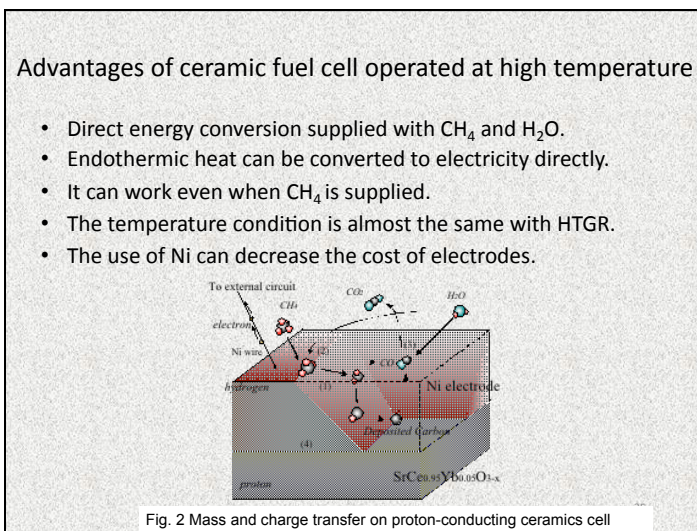 Advantages of ceramic fuel cell operated at high temperature
• Direct energy conversion supplied with CH₄ and H₂O.
• Endothermic heat can be converted to electricity directly.
• It can work even when CH₄ is supplied.
• The temperature condition is almost the same with HTGR.
• The use of Ni can decrease the cost of electrodes.
To external circuit
CH₄
CO₂
H₂O
electron
Ni wire
(2)
(3)
CO
hydrogen
(1)
Ni electrode
Deposited Carbon
(4)
SrCe₀.₉₅Yb₀.₀₅O₃₋ₓ
proton
Fig. 2 Mass and charge transfer on proton-conducting ceramics cell